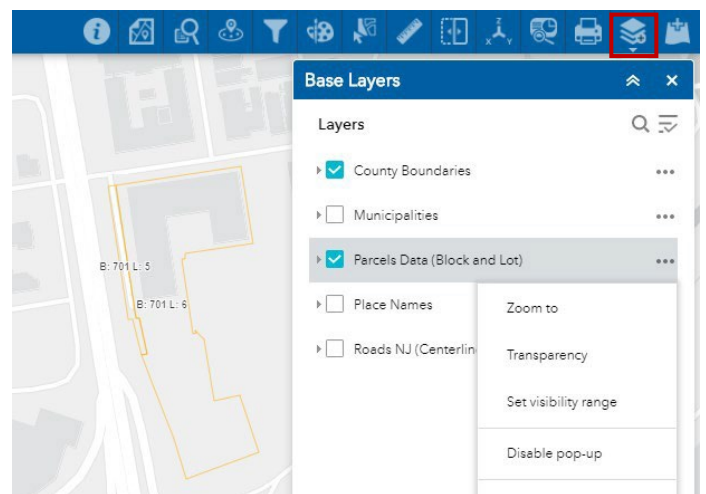 Z
X Y
Base Layers
Layers
County Boundaries
Municipalities
Parcels Data (Block and Lot)
Place Names
Roads NJ (Centerlin
Zoom to
Transparency
Set visibility range
Disable pop-up
B: 701 L: 5
B: 701 L: 6